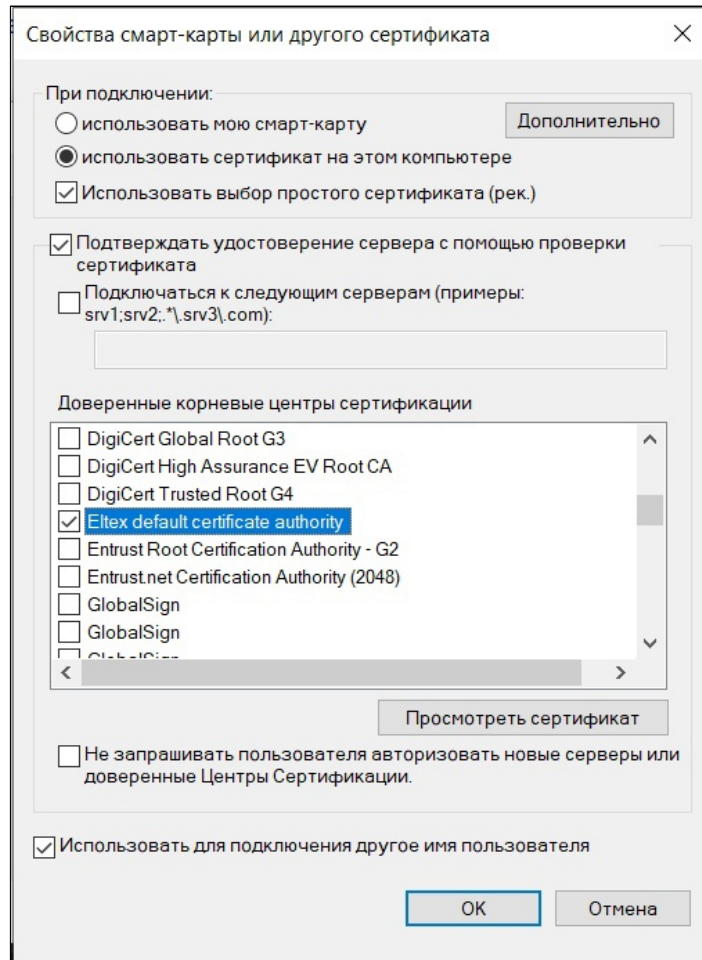 Свойства смарт-карты или другого сертификата
При подключении:
использовать мою смарт-карту
Дополнительно
использовать сертификат на этом компьютере
Использовать выбор простого сертификата (рек.)
Подтверждать удостоверение сервера с помощью проверки
сертификата
Подключаться к следующим серверам (примеры:
srv1;srv2;.*\.srv3\.com):
Доверенные корневые центры сертификации
DigiCert Global Root G3
DigiCert High Assurance EV Root CA
DigiCert Trusted Root G4
Eltex default certificate authority
Entrust Root Certification Authority - G2
Entrust.net Certification Authority (2048)
GlobalSign
GlobalSign
GlobalSign
Просмотреть сертификат
Не запрашивать пользователя авторизовать новые серверы или
доверенные Центры Сертификации.
Использовать для подключения другое имя пользователя
OK
Отмена